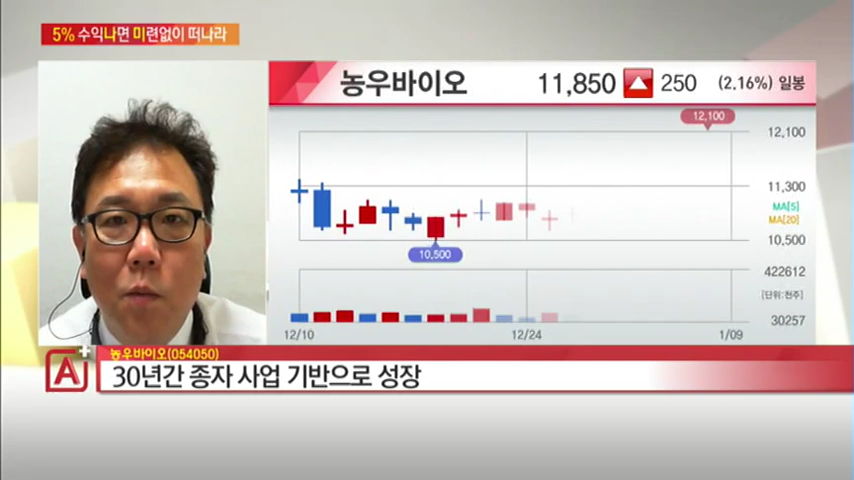 5% 수익나면 미련없이 떠나라
농우바이오 11,850 250 (2.16%) 일봉
12,100
12,100
11,300
MA[5]
MA[20]
10,500
10,500
422612
[단위:천주]
30257
12/10 12/24 1/09
A+
농우바이오(054050)
30년간 종자 사업 기반으로 성장